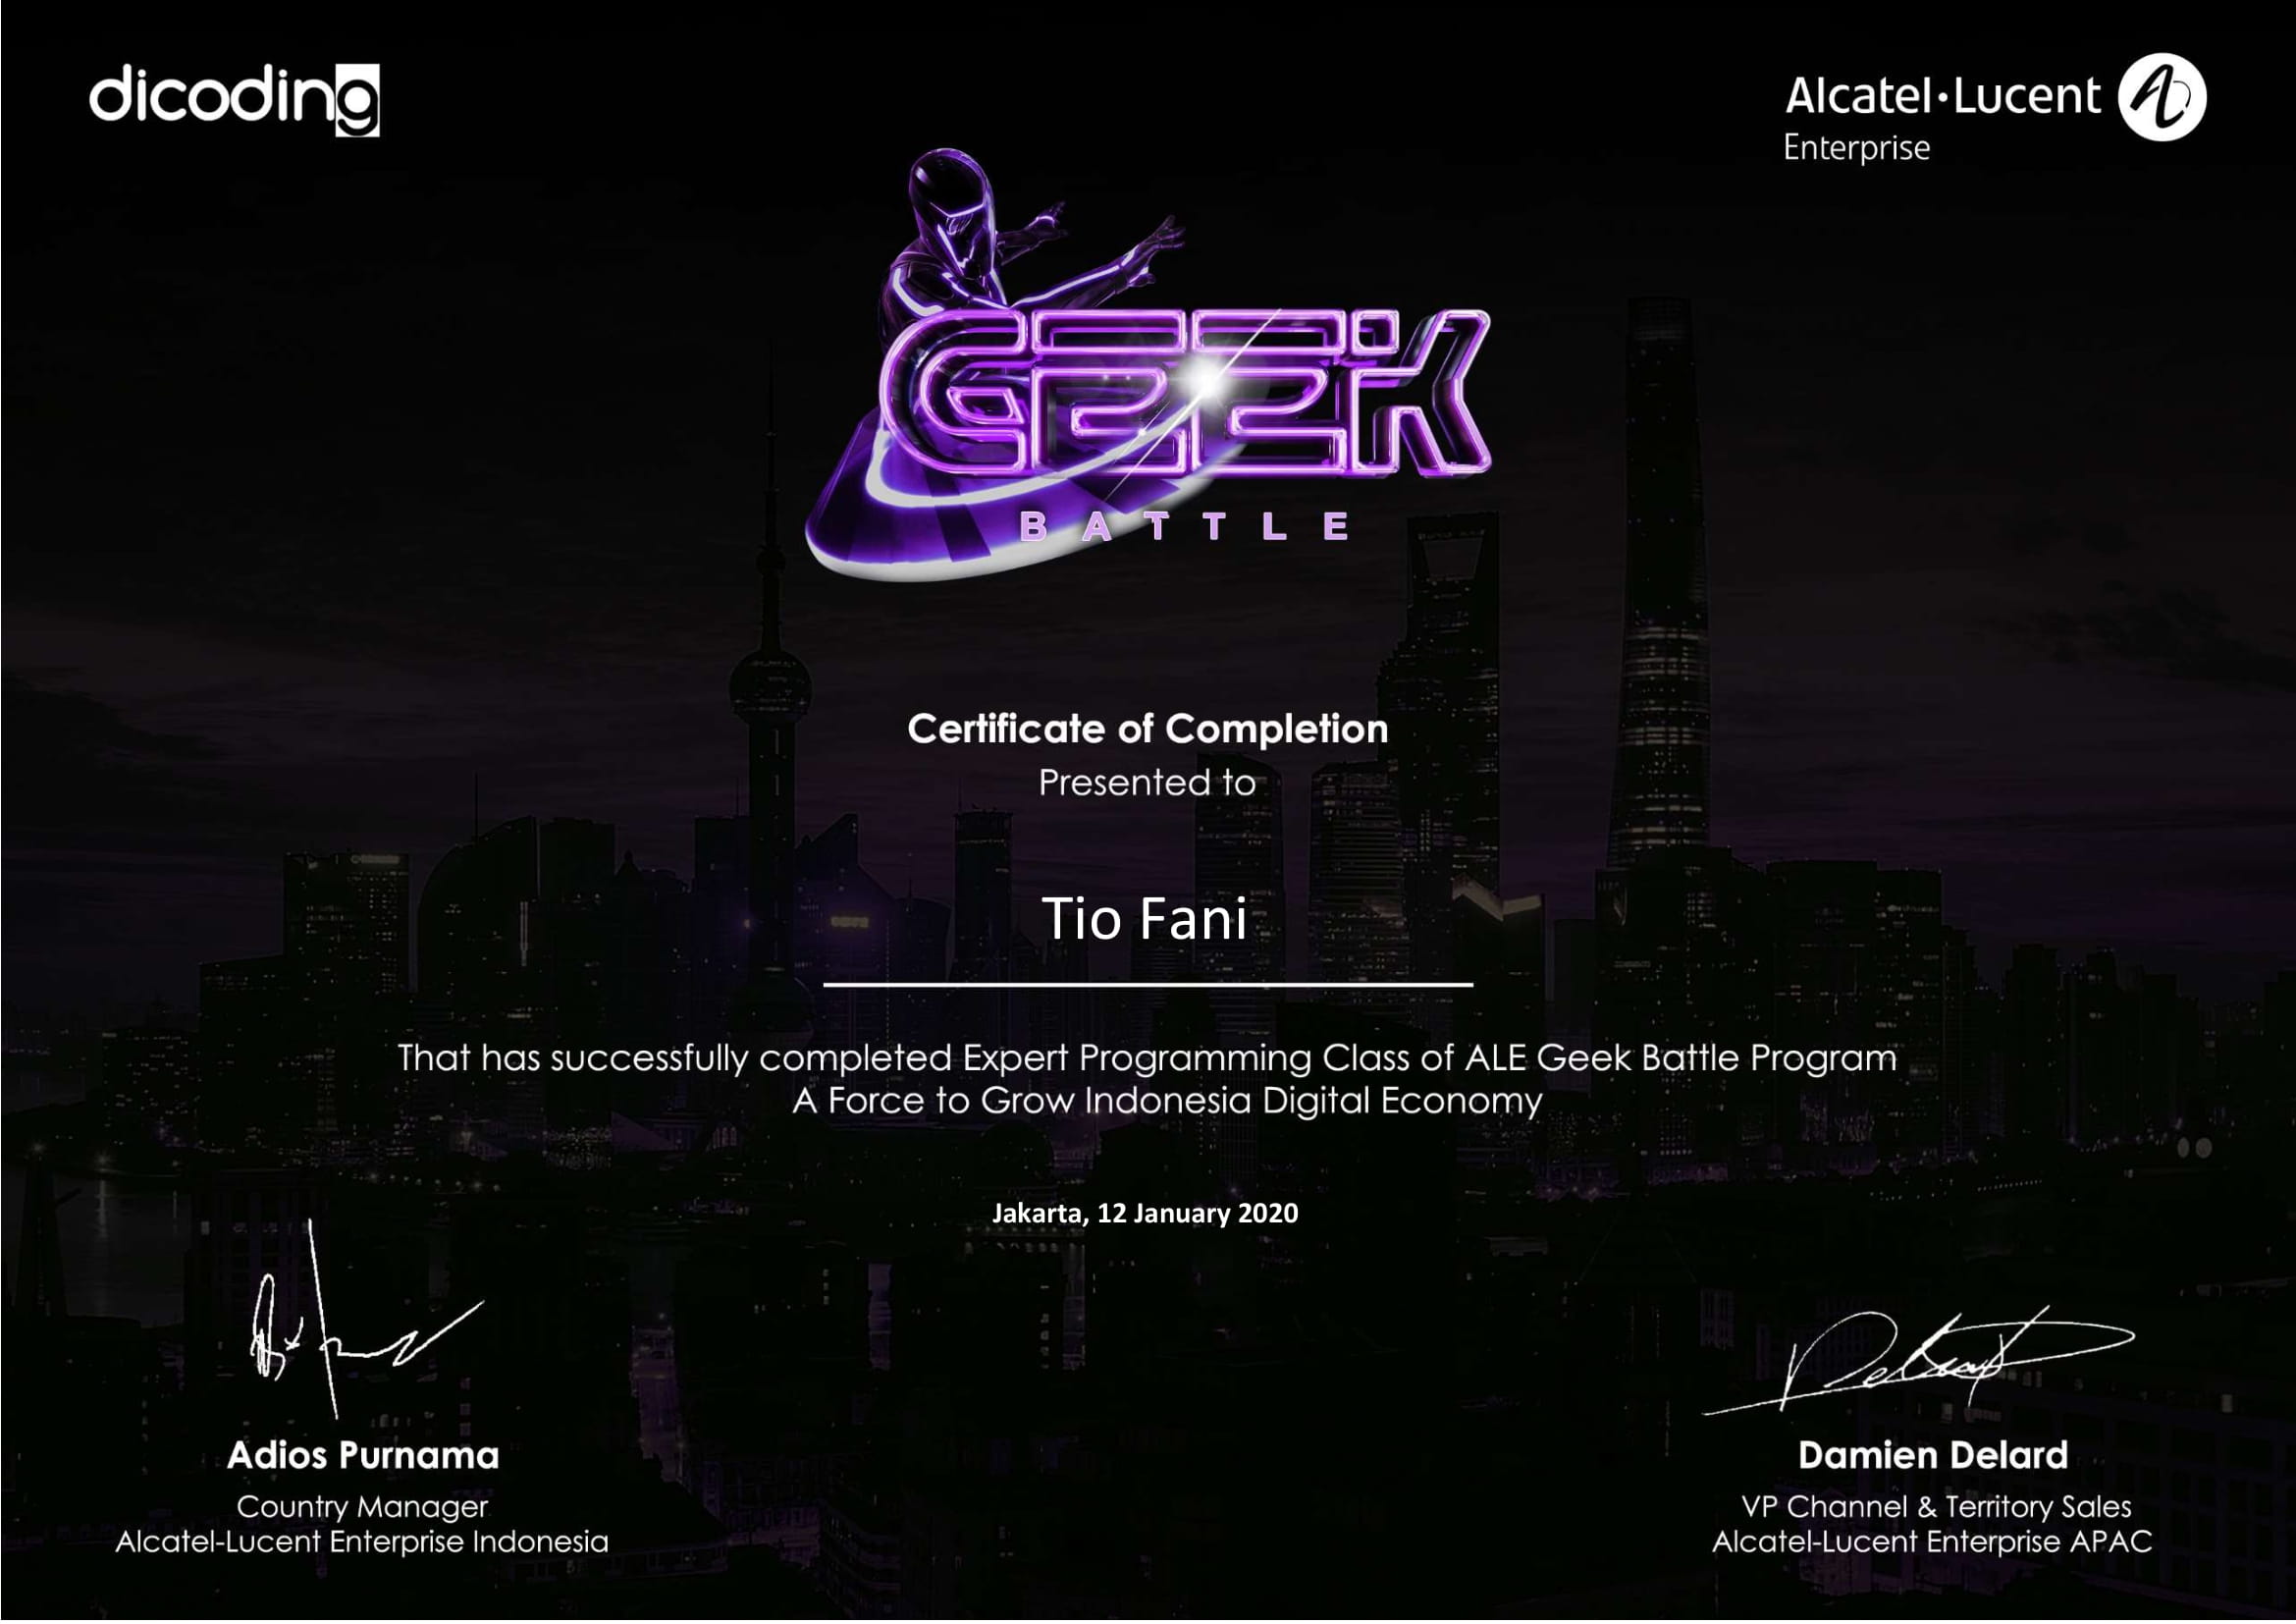 dicoding
Alcatel·Lucent
Enterprise
GEEK
BATTLE
Certificate of Completion
Presented to
Tio Fani
That has successfully completed Expert Programming Class of ALE Geek Battle Program
A Force to Grow Indonesia Digital Economy
Jakarta, 12 January 2020
Adios Purnama
Country Manager
Alcatel-Lucent Enterprise Indonesia
Damien Delard
VP Channel & Territory Sales
Alcatel-Lucent Enterprise APAC